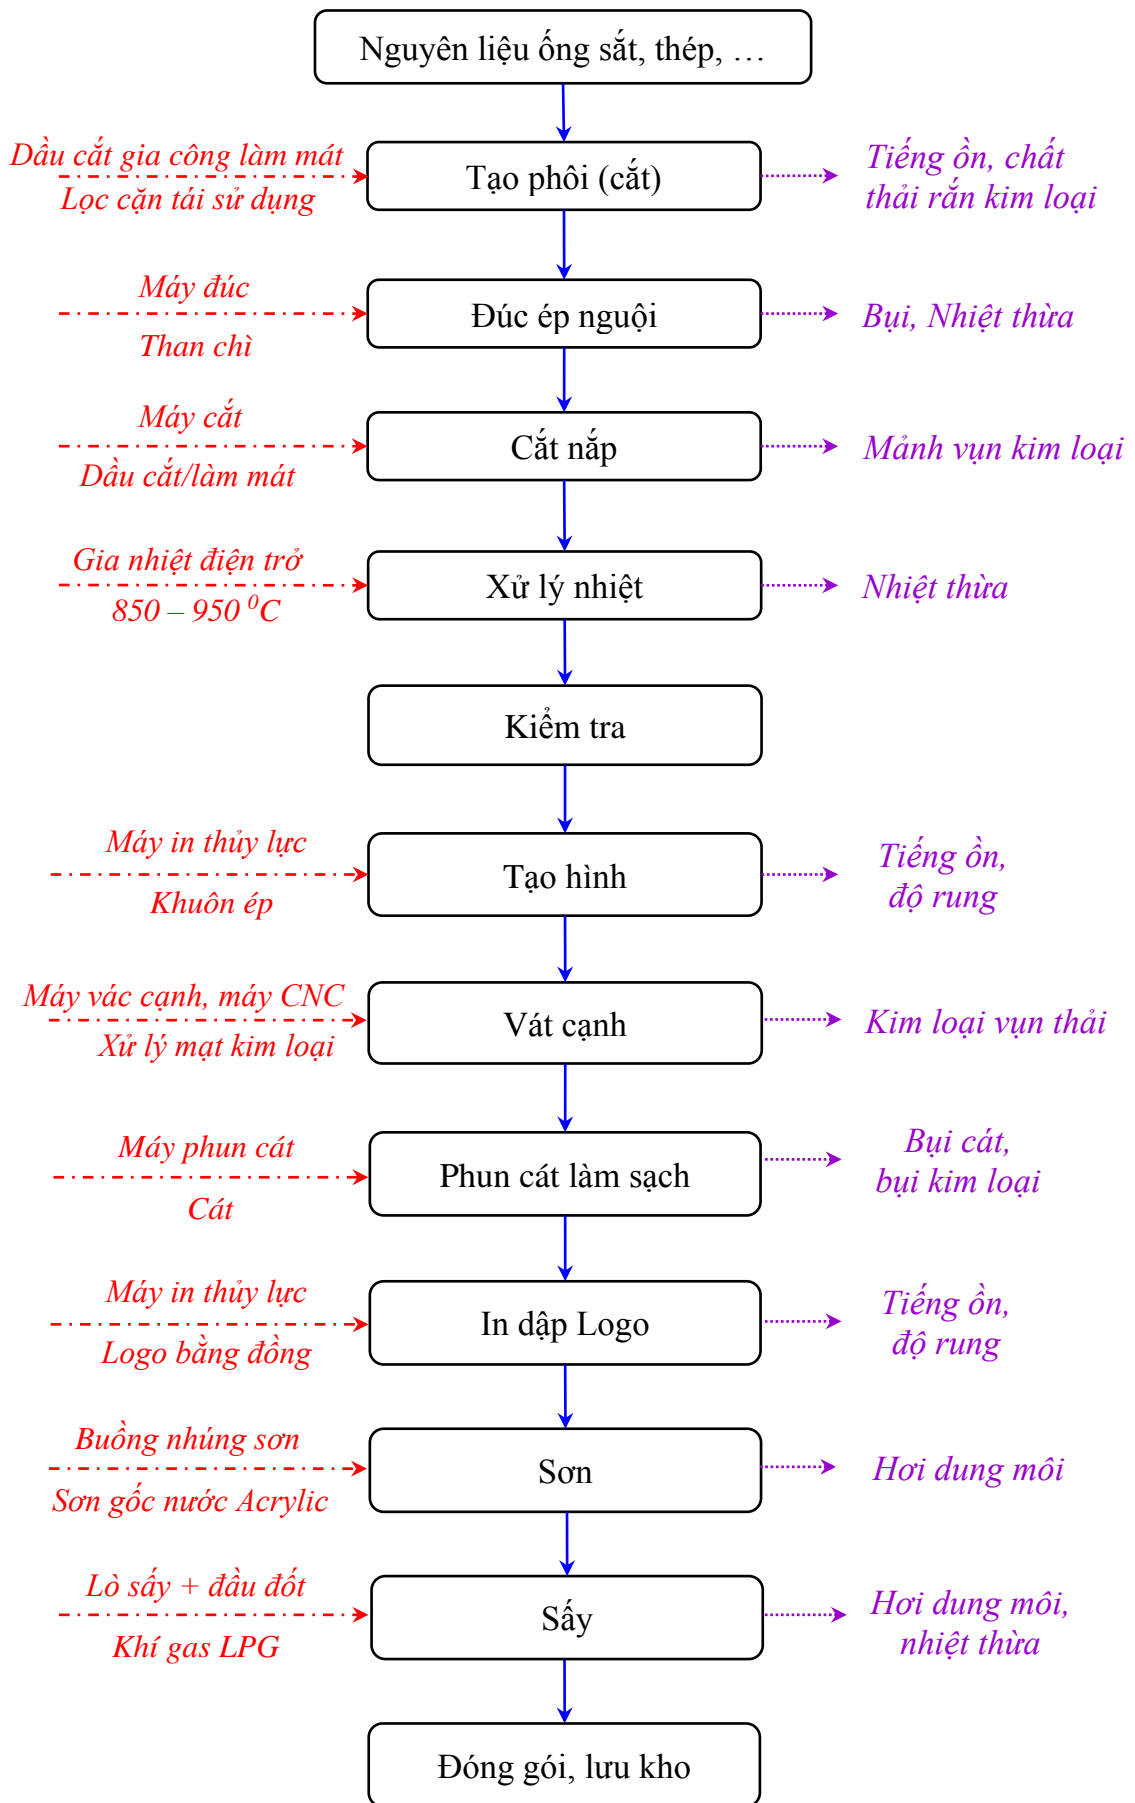 Nguyên liệu ống sắt, thép, …
Dầu cắt gia công làm mát
Lọc cặn tái sử dụng
Tạo phôi (cắt)
Tiếng ồn, chất
thải rắn kim loại
Máy đúc
Than chì
Đúc ép nguội
Bụi, Nhiệt thừa
Máy cắt
Dầu cắt/làm mát
Cắt nắp
Mảnh vụn kim loại
Gia nhiệt điện trở
850 – 950 ⁰C
Xử lý nhiệt
Nhiệt thừa
Kiểm tra
Máy in thủy lực
Khuôn ép
Tạo hình
Tiếng ồn,
độ rung
Máy vác cạnh, máy CNC
Xử lý mạt kim loại
Vát cạnh
Kim loại vụn thải
Máy phun cát
Cát
Phun cát làm sạch
Bụi cát,
bụi kim loại
Máy in thủy lực
Logo bằng đồng
In dập Logo
Tiếng ồn,
độ rung
Buồng nhúng sơn
Sơn gốc nước Acrylic
Sơn
Hơi dung môi
Lò sấy + đầu đốt
Khí gas LPG
Sấy
Hơi dung môi,
nhiệt thừa
Đóng gói, lưu kho